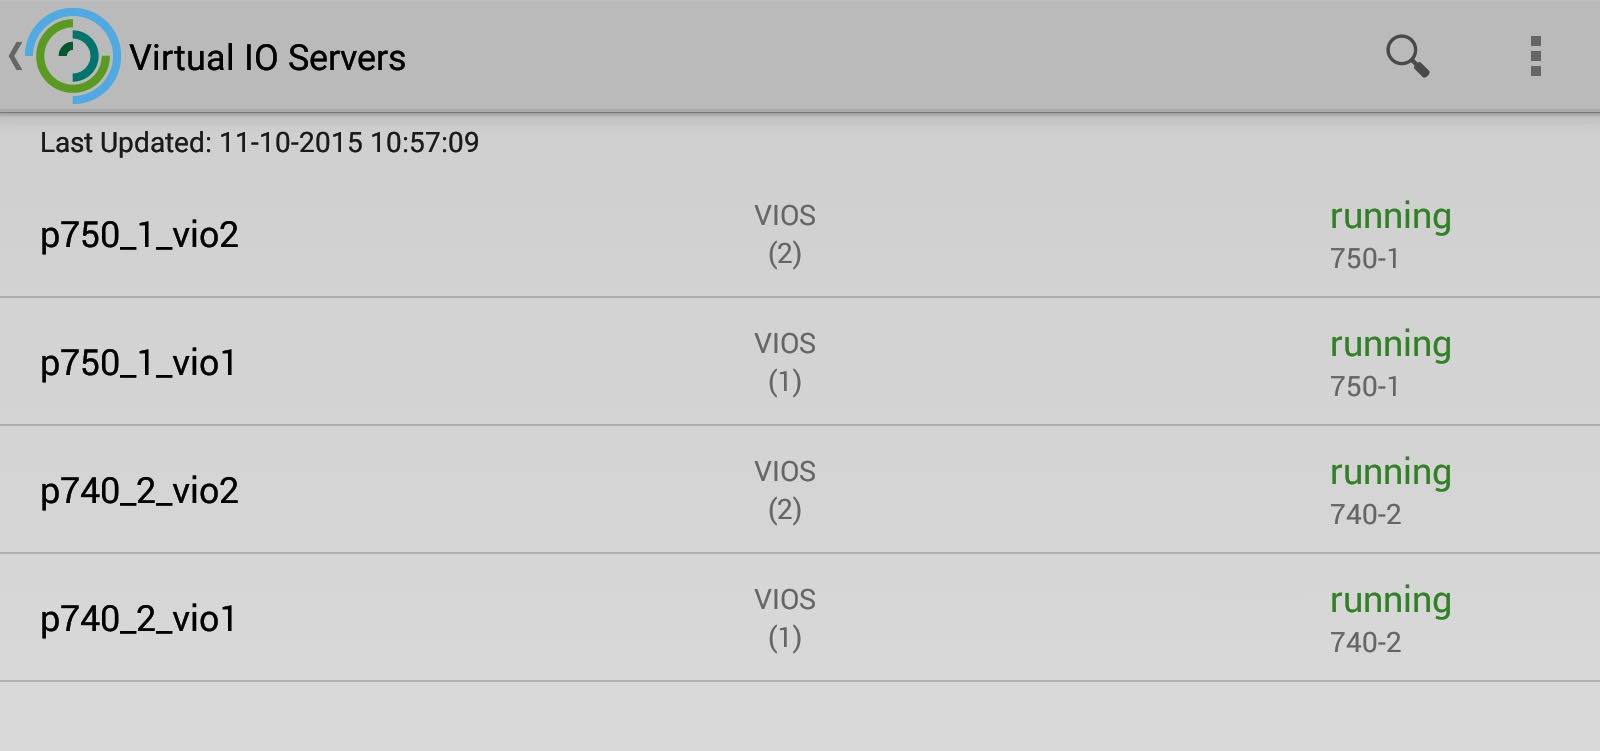 Virtual IO Servers
Last Updated: 11-10-2015 10:57:09
p750_1_vio2
VIOS
(2)
running
750-1
p750_1_vio1
VIOS
(1)
running
750-1
p740_2_vio2
VIOS
(2)
running
740-2
p740_2_vio1
VIOS
(1)
running
740-2